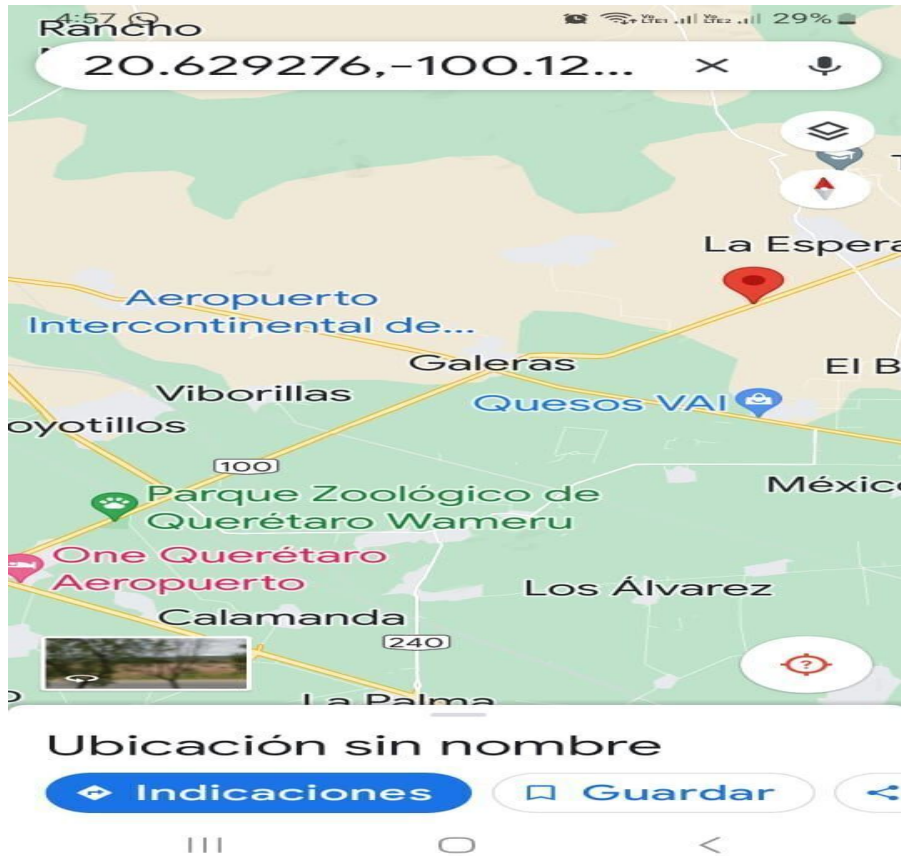 4:57
29%
Rancho
20.629276,-100.12...
La Espera
Aeropuerto
Intercontinental de...
Galeras
El B
Viborillas
Quesos VAI
oyotillos
100
Méxic
Parque Zoológico de
Querétaro Wameru
One Querétaro
Aeropuerto
Los Álvarez
Calamanda
240
La Palma
Ubicación sin nombre
Indicaciones
Guardar